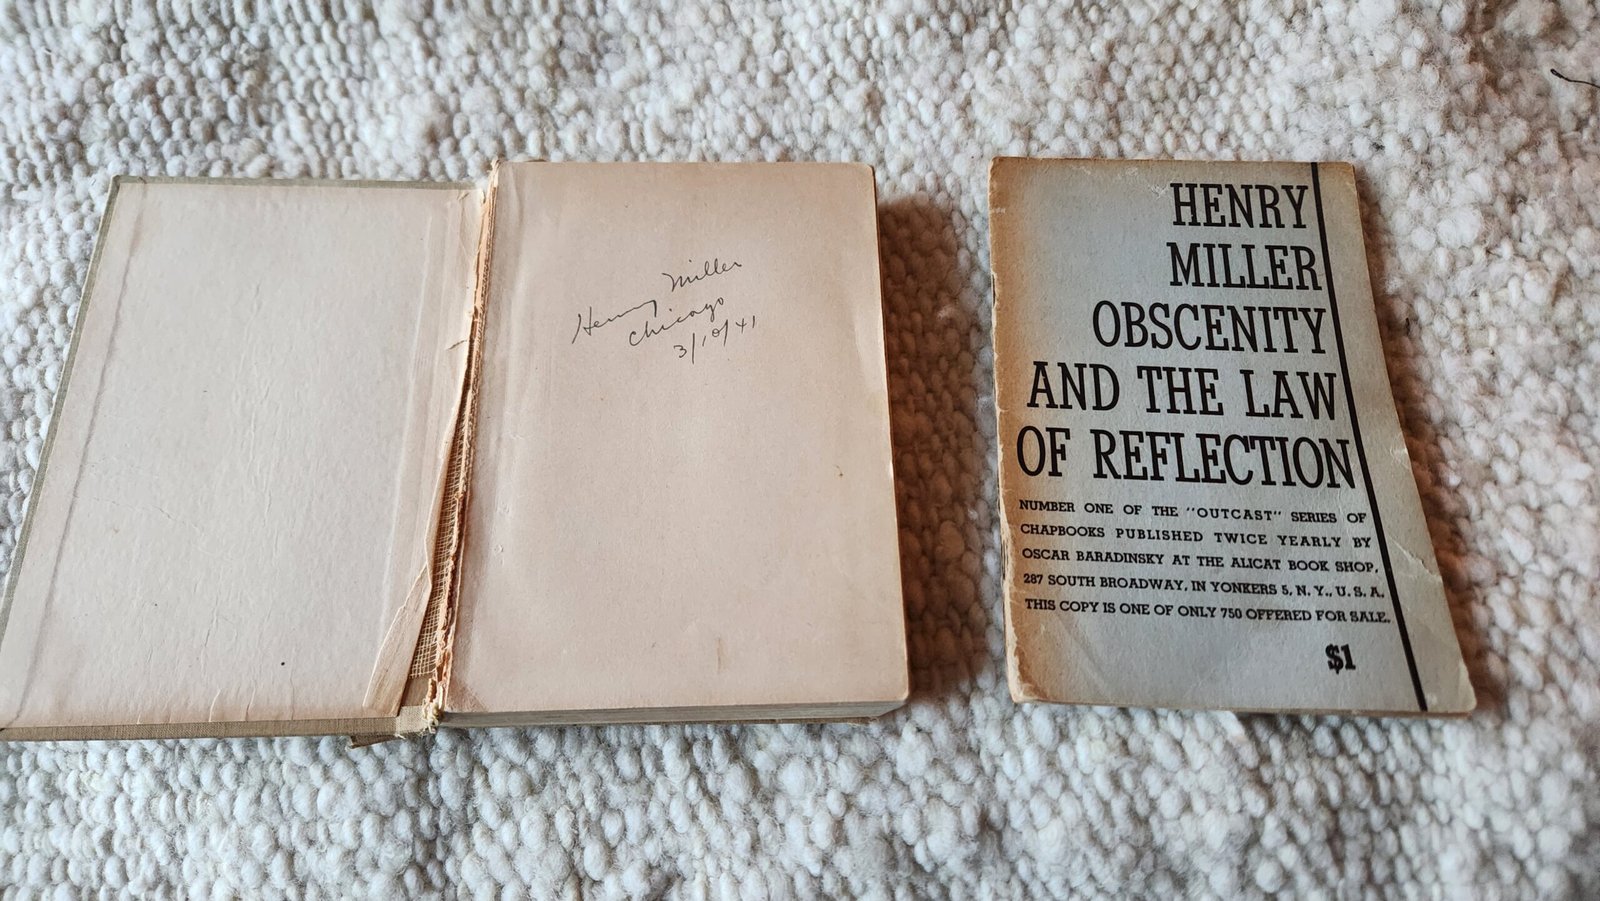 Henry Miller
Chicago
3/10/41
HENRY
MILLER
OBSCENITY
AND THE LAW
OF REFLECTION
NUMBER ONE OF THE "OUTCAST" SERIES OF
CHAPBOOKS PUBLISHED TWICE YEARLY BY
OSCAR BARADINSKY AT THE ALICAT BOOK SHOP,
287 SOUTH BROADWAY, IN YONKERS 5, N. Y., U. S. A.
THIS COPY IS ONE OF ONLY 750 OFFERED FOR SALE.
$1